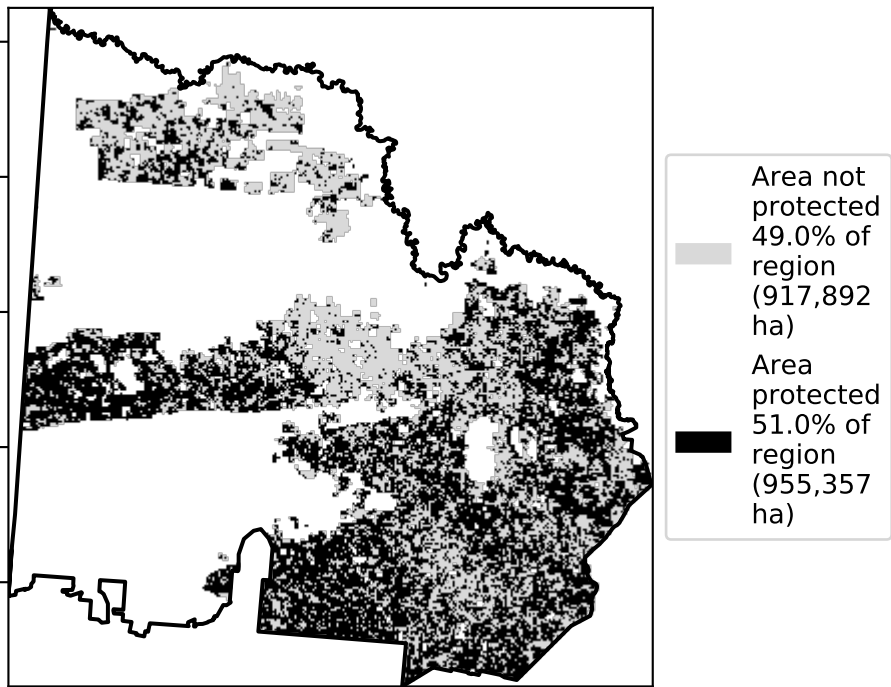 Area not
protected
49.0% of
region
(917,892
ha)
Area
protected
51.0% of
region
(955,357
ha)